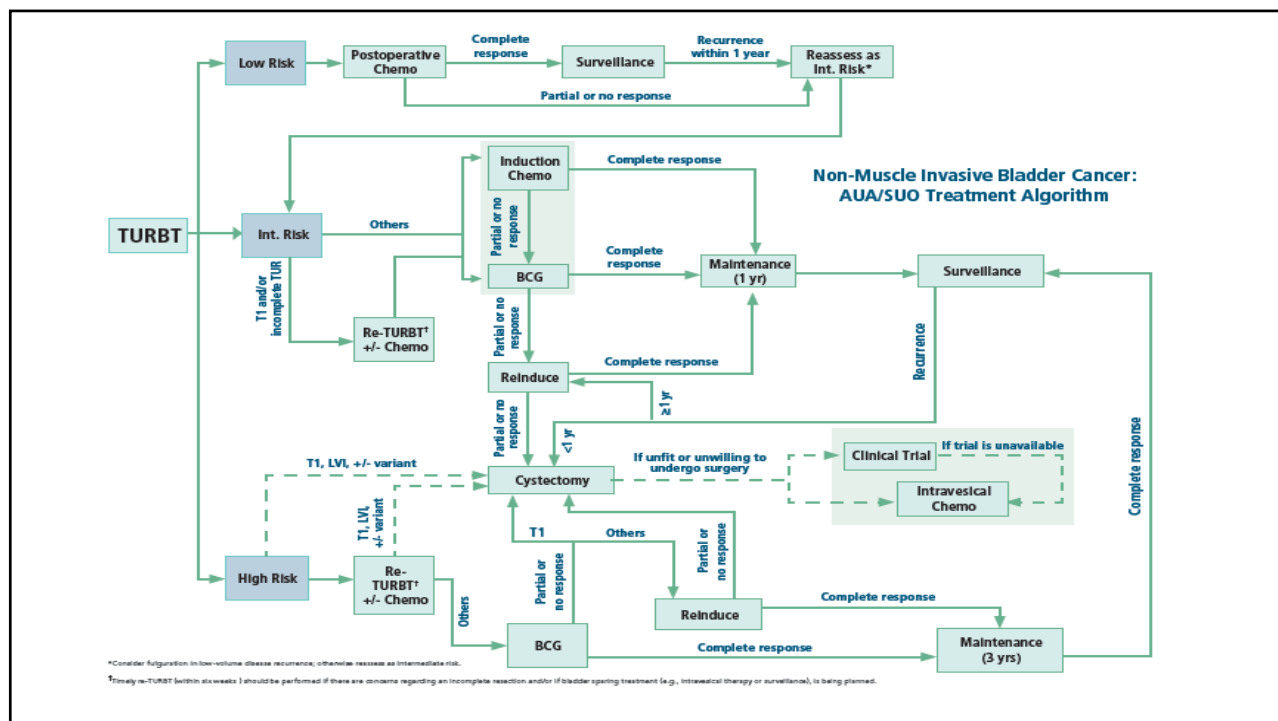 Low Risk
Postoperative
Chemo
Complete
response
Surveillance
Recurrence
within 1 year
Reassess as
Int. Risk*
Partial or no response
Non-Muscle Invasive Bladder Cancer:
AUA/SUO Treatment Algorithm
TURBT
Int. Risk
Others
T1 and/or
incomplete TUR
Re-TURBT†
+/- Chemo
Induction
Chemo
Complete response
Partial or no
response
BCG
Complete
response
Maintenance
(1 yr)
Surveillance
Partial or no
response
Reinduce
Complete response
≥1 yr
Recurrence
Partial or no
response
<1 yr
Cystectomy
If unfit or unwilling to
undergo surgery
Clinical Trial
If trial is unavailable
Intravesical
Chemo
Complete response
T1, LVI, +/- variant
T1, LVI,
+/- variant
High Risk
Re-
TURBT†
+/- Chemo
Others
BCG
Partial or
no response
T1
Others
Partial or
no response
Reinduce
Complete response
Complete response
Maintenance
(3 yrs)
*Consider fulguration in low-volume disease recurrence; otherwise reassess as intermediate risk.
†Timely re-TURBT (within six weeks ) should be performed if there are concerns regarding an incomplete resection and/or if bladder sparing treatment (e.g., intravesical therapy or surveillance), is being planned.